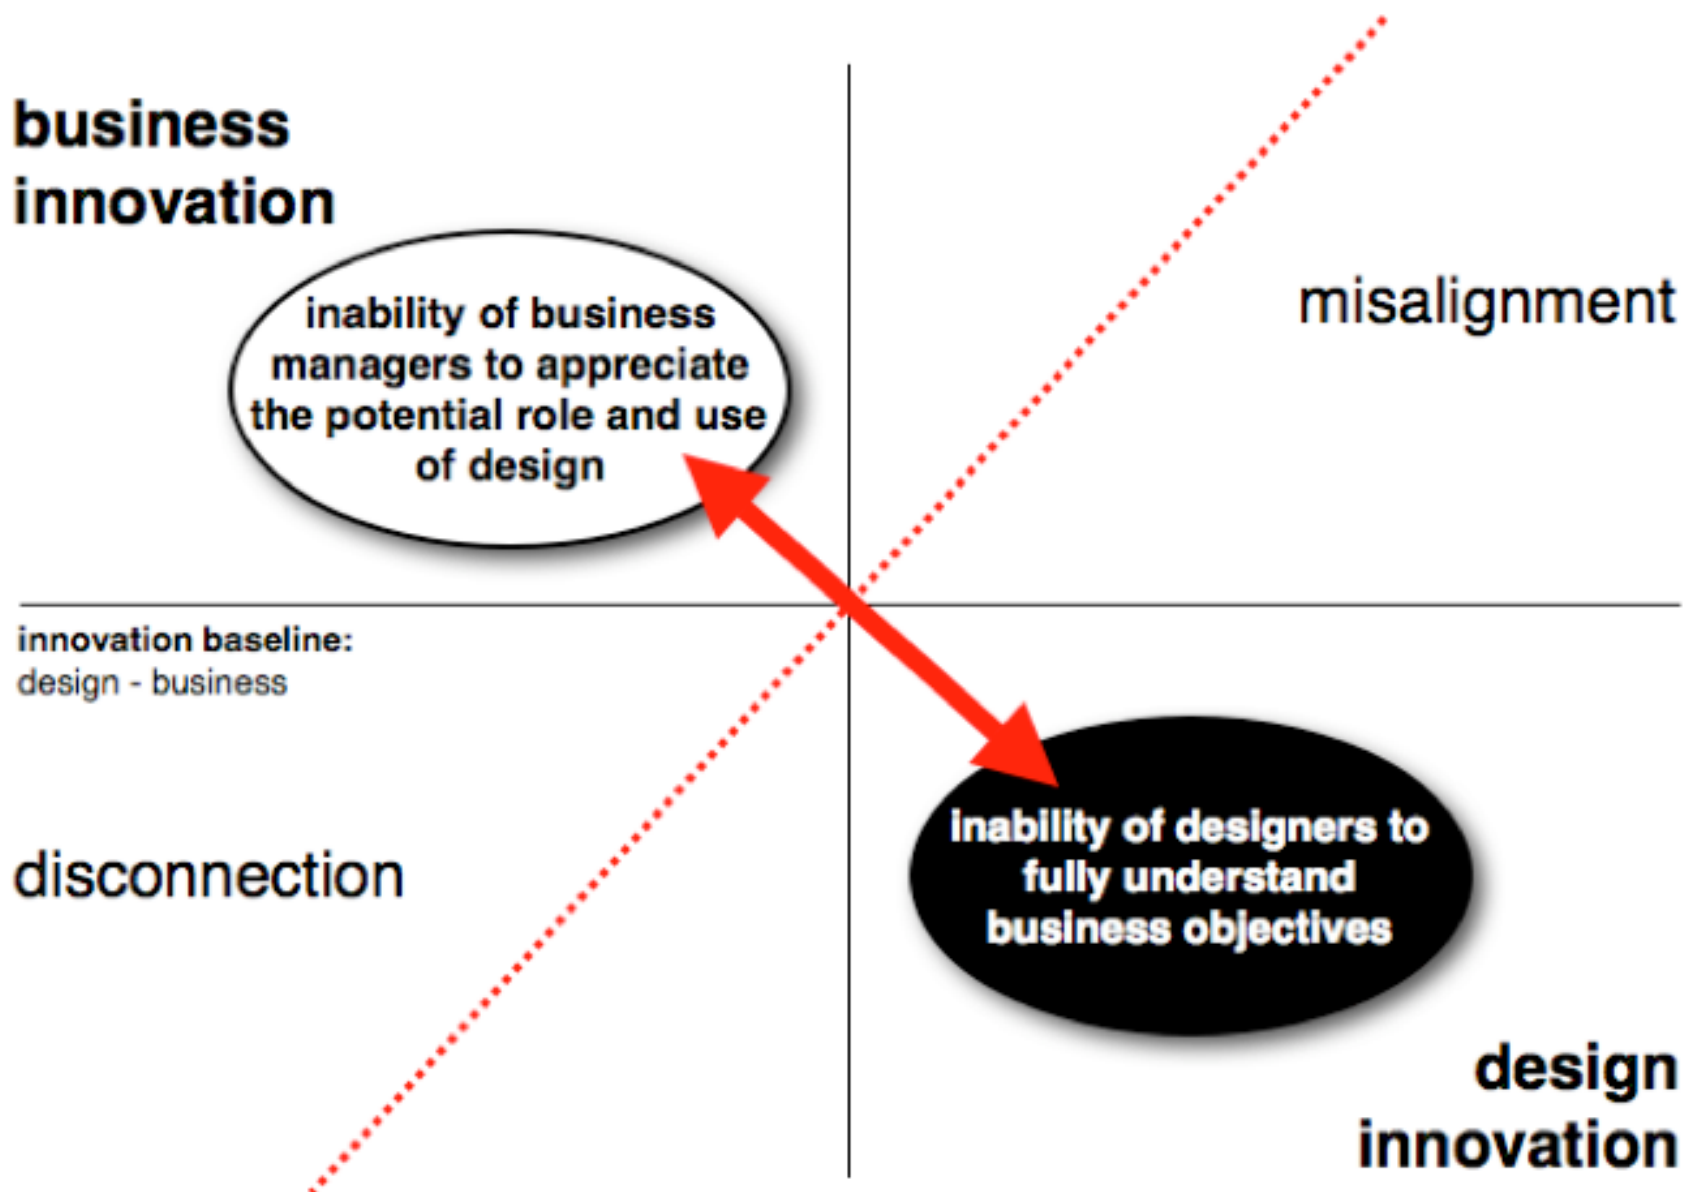 business
innovation
inability of business
managers to appreciate
the potential role and use
of design
misalignment
innovation baseline:
design - business
disconnection
inability of designers to
fully understand
business objectives
design
innovation